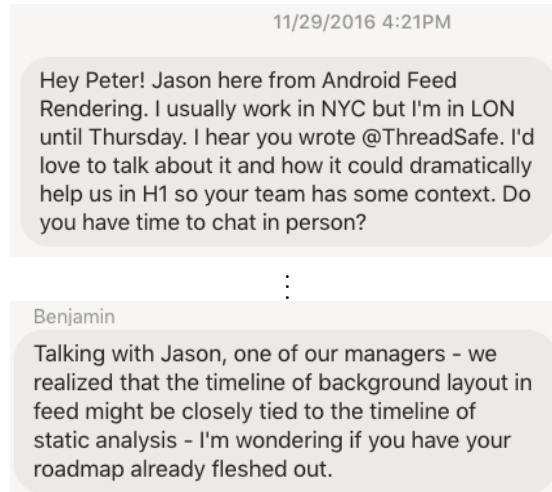 11/29/2016 4:21PM
Hey Peter! Jason here from Android Feed
Rendering. I usually work in NYC but I'm in LON
until Thursday. I hear you wrote @ThreadSafe. I'd
love to talk about it and how it could dramatically
help us in H1 so your team has some context. Do
you have time to chat in person?
⋮
Benjamin
Talking with Jason, one of our managers - we
realized that the timeline of background layout in
feed might be closely tied to the timeline of
static analysis - I'm wondering if you have your
roadmap already fleshed out.